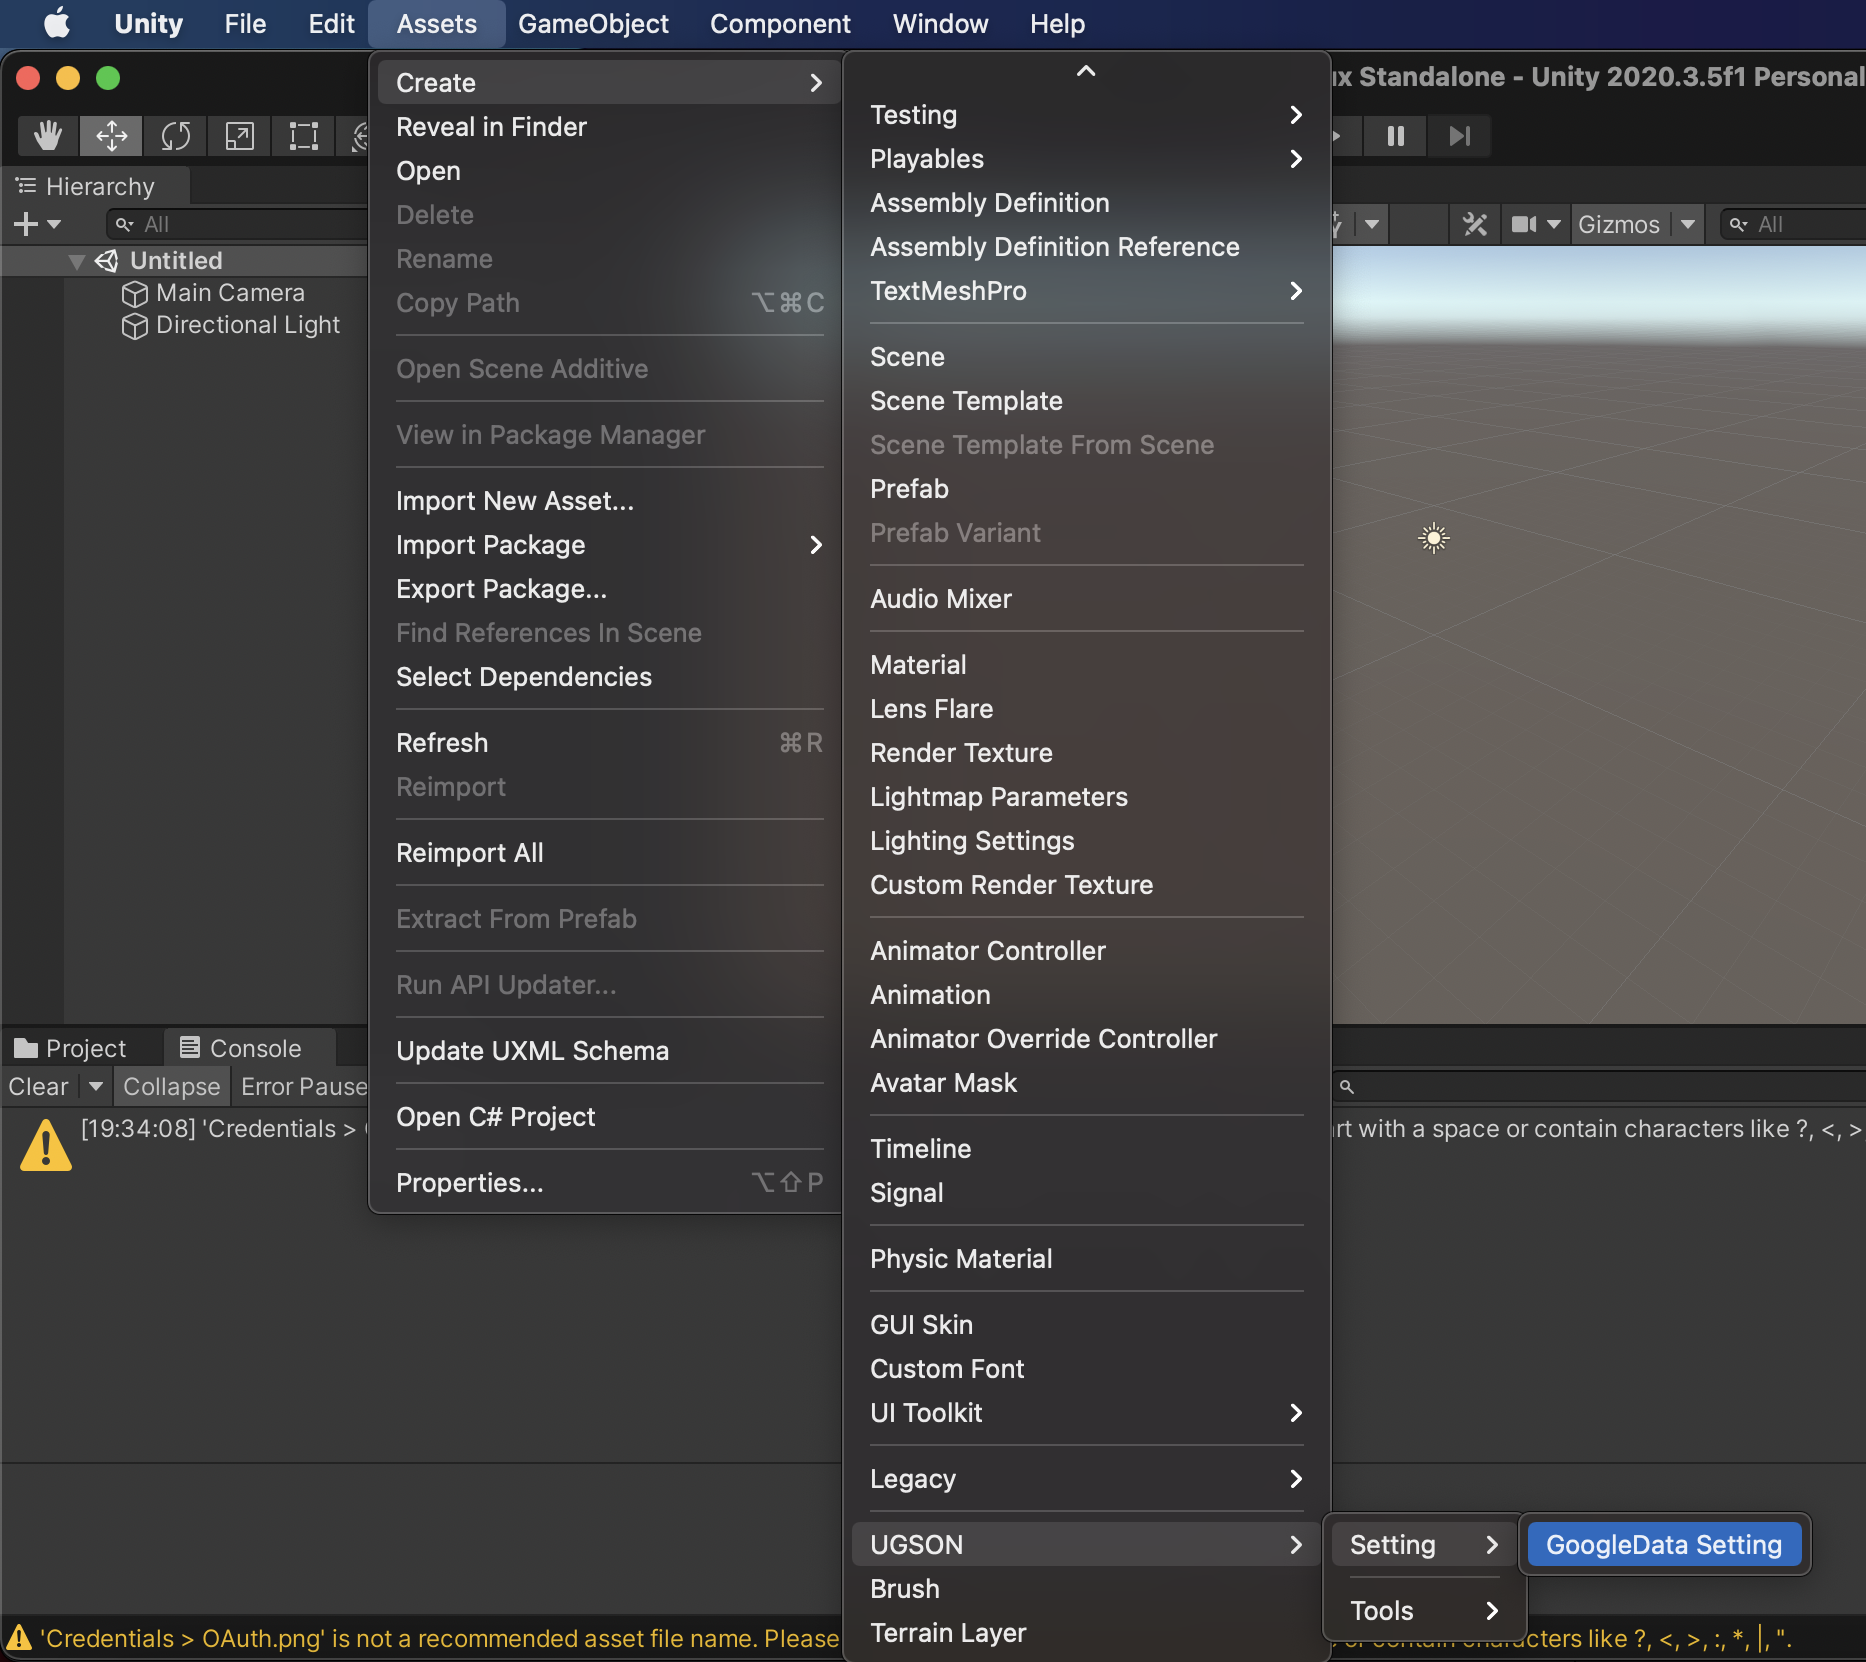 Unity File Edit Assets GameObject Component Window Help
ux Standalone - Unity 2020.3.5f1 Personal
Hierarchy
All
Untitled
Main Camera
Directional Light
Create
Reveal in Finder
Open
Delete
Rename
Copy Path ⌥⌘C
Open Scene Additive
View in Package Manager
Import New Asset...
Import Package
Export Package...
Find References In Scene
Select Dependencies
Refresh ⌘R
Reimport
Reimport All
Extract From Prefab
Run API Updater...
Update UXML Schema
Open C# Project
Properties... ⌥⇧P
Testing
Playables
Assembly Definition
Assembly Definition Reference
TextMeshPro
Scene
Scene Template
Scene Template From Scene
Prefab
Prefab Variant
Audio Mixer
Material
Lens Flare
Render Texture
Lightmap Parameters
Lighting Settings
Custom Render Texture
Animator Controller
Animation
Animator Override Controller
Avatar Mask
Timeline
Signal
Physic Material
GUI Skin
Custom Font
UI Toolkit
Legacy
UGSON
Brush
Terrain Layer
Setting
Tools
GoogleData Setting
Gizmos
All
Project Console
Clear Collapse Error Pause
[19:34:08] 'Credentials > rt with a space or contain characters like ?, <, >
'Credentials > OAuth.png' is not a recommended asset file name. Please or contain characters like ?, <, >, :, *, |, ".